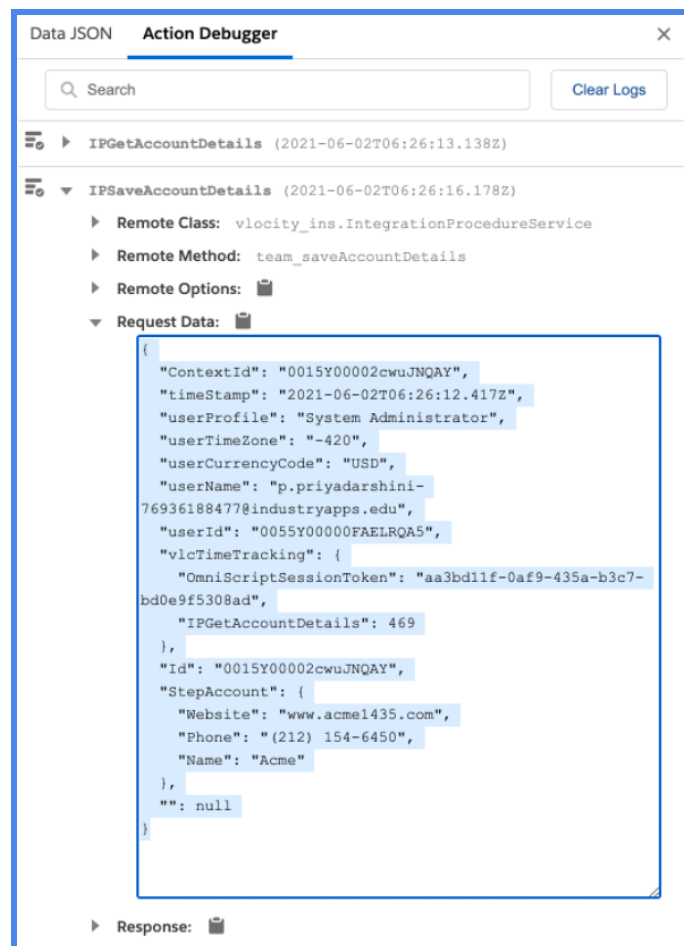 Data JSON Action Debugger
Search Clear Logs
IPGetAccountDetails (2021-06-02T06:26:13.138Z)
IPSaveAccountDetails (2021-06-02T06:26:16.178Z)
Remote Class: vlocity_ins.IntegrationProcedureService
Remote Method: team_saveAccountDetails
Remote Options:
Request Data:
{
"ContextId": "0015Y00002cwuJNQAY",
"timeStamp": "2021-06-02T06:26:12.417Z",
"userProfile": "System Administrator",
"userTimeZone": "-420",
"userCurrencyCode": "USD",
"userName": "p.priyadarshini-
76936188477@industryapps.edu",
"userId": "0055Y00000FAELRQA5",
"vlcTimeTracking": {
"OmniScriptSessionToken": "aa3bd11f-0af9-435a-b3c7-
bd0e9f5308ad",
"IPGetAccountDetails": 469
},
"Id": "0015Y00002cwuJNQAY",
"StepAccount": {
"Website": "www.acme1435.com",
"Phone": "(212) 154-6450",
"Name": "Acme"
},
"": null
}
Response: